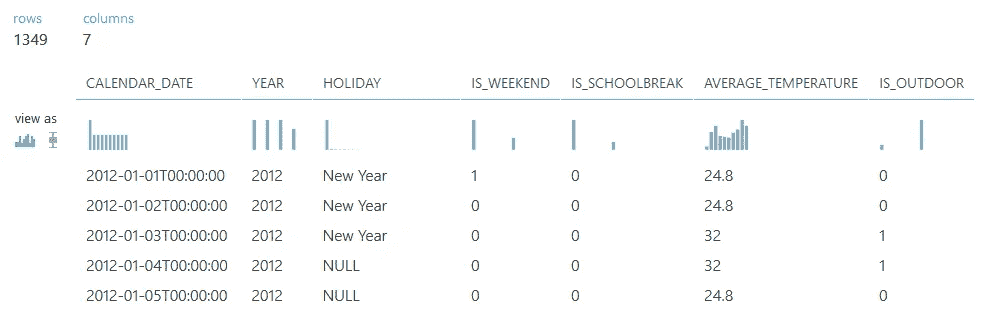 rows columns
1349 7
CALENDAR_DATE YEAR HOLIDAY IS_WEEKEND IS_SCHOOLBREAK AVERAGE_TEMPERATURE IS_OUTDOOR
view as
2012-01-01T00:00:00 2012 New Year 1 0 24.8 0
2012-01-02T00:00:00 2012 New Year 0 0 24.8 0
2012-01-03T00:00:00 2012 New Year 0 0 32 1
2012-01-04T00:00:00 2012 NULL 0 0 32 1
2012-01-05T00:00:00 2012 NULL 0 0 24.8 0